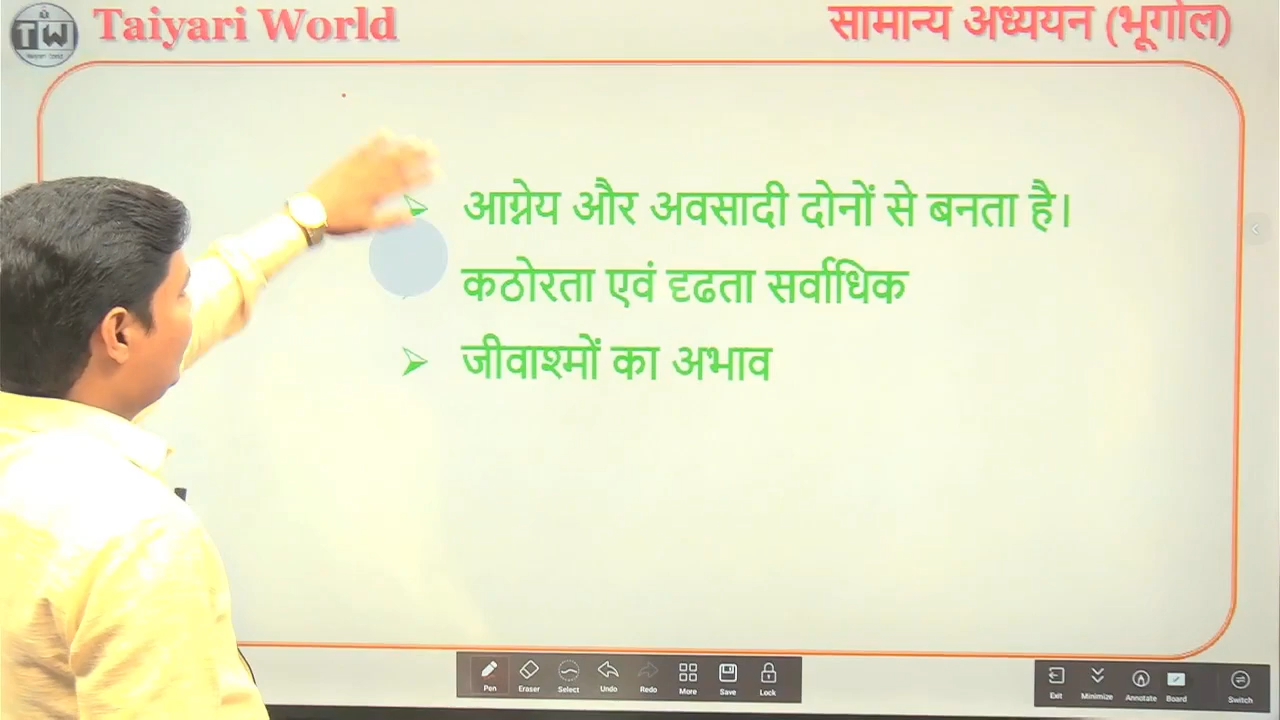 TW
Taiyari World
सामान्य अध्ययन (भूगोल)
आग्नेय और अवसादी दोनों से बनता है।
कठोरता एवं दृढता सर्वाधिक
जीवाश्मों का अभाव
Pen Eraser Select Undo Redo More Save Lock
Exit Minimize Annotate Board Switch